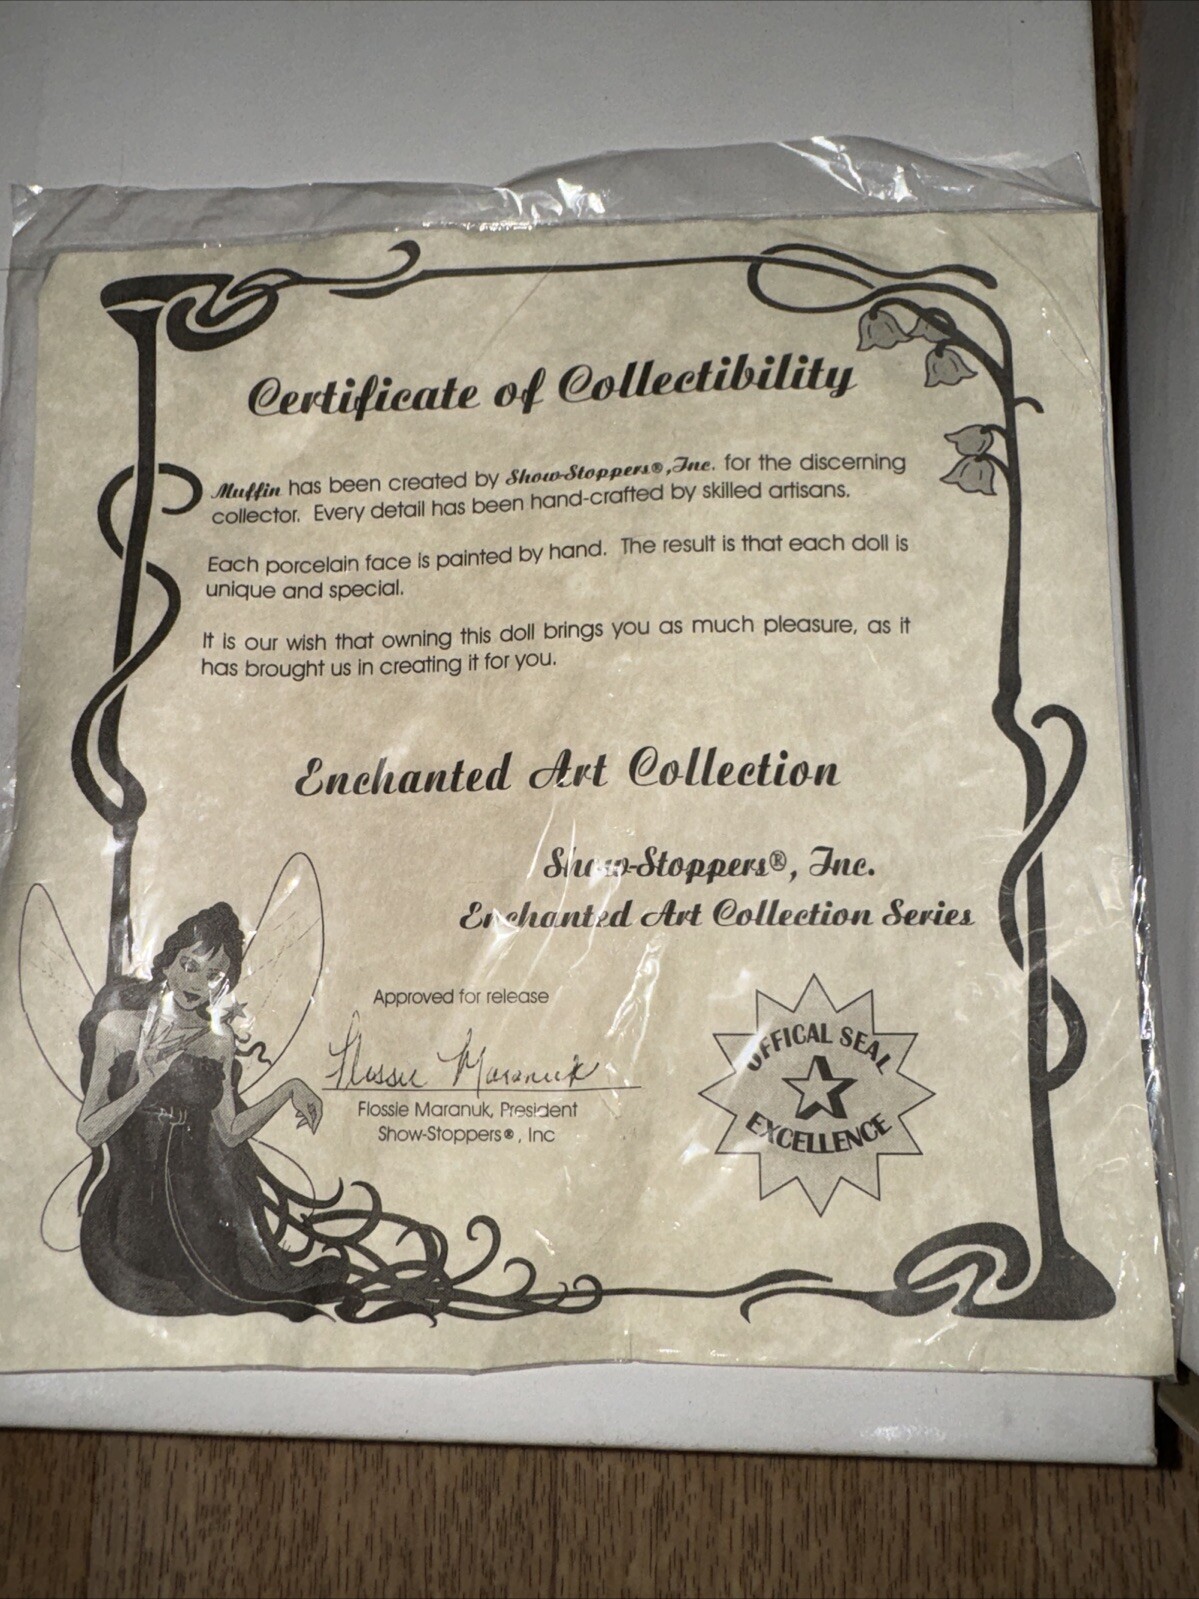 Certificate of Collectibility
Muffin has been created by Show-Stoppers®, Inc. for the discerning
collector. Every detail has been hand-crafted by skilled artisans.
Each porcelain face is painted by hand. The result is that each doll is
unique and special.
It is our wish that owning this doll brings you as much pleasure, as it
has brought us in creating it for you.
Enchanted Art Collection
Show-Stoppers®, Inc.
Enchanted Art Collection Series
Approved for release
Flossie Maranuk
Flossie Maranuk, President
Show-Stoppers®, Inc
OFFICAL SEAL
EXCELLENCE